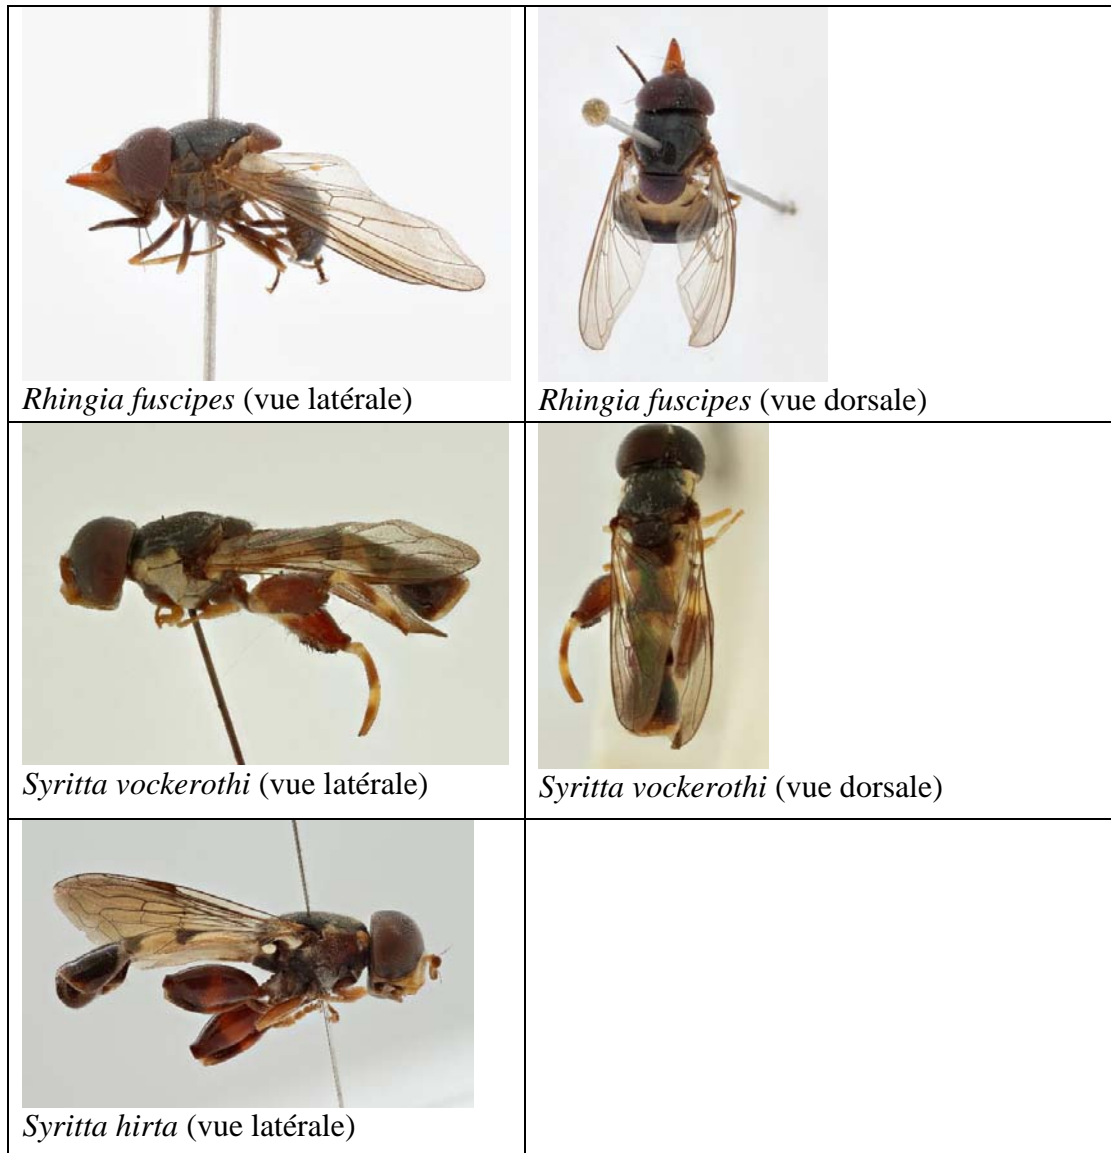 Rhingia fuscipes (vue latérale)
Rhingia fuscipes (vue dorsale)
Syritta vockerothi (vue latérale)
Syritta vockerothi (vue dorsale)
Syritta hirta (vue latérale)